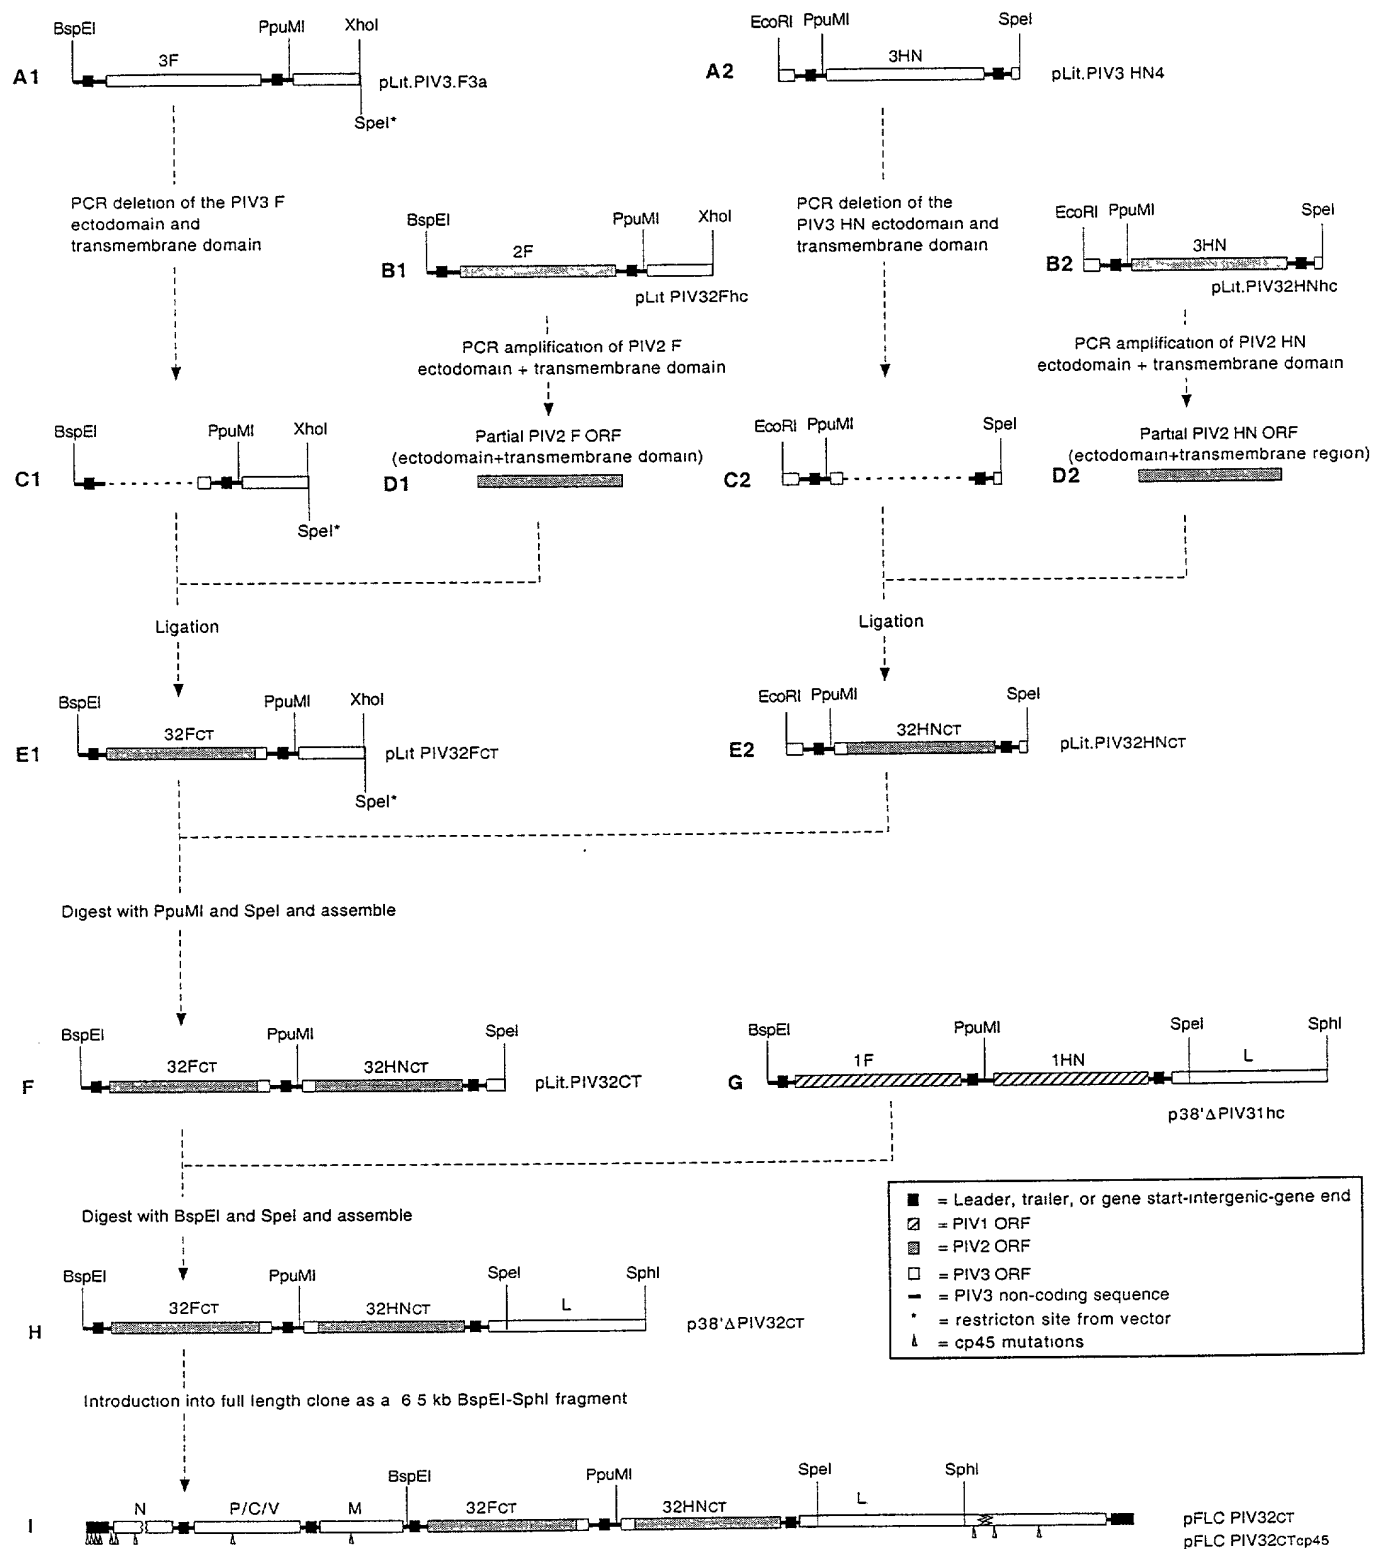 BspEI PpuMI XhoI
3F
A1 pLit.PIV3.F3a
SpeI*
EcoRI PpuMI SpeI
3HN
A2 pLit.PIV3 HN4
PCR deletion of the PIV3 F
ectodomain and
transmembrane domain
BspEI PpuMI XhoI
2F
B1
pLit PIV32Fhc
PCR deletion of the
PIV3 HN ectodomain and
transmembrane domain
EcoRI PpuMI SpeI
3HN
B2
pLit.PIV32HNhc
PCR amplification of PIV2 F
ectodomain + transmembrane domain
PCR amplification of PIV2 HN
ectodomain + transmembrane domain
BspEI PpuMI XhoI
C1
SpeI*
Partial PIV2 F ORF
(ectodomain+transmembrane domain)
D1
EcoRI PpuMI SpeI
C2
Partial PIV2 HN ORF
(ectodomain+transmembrane region)
D2
Ligation
Ligation
BspEI PpuMI XhoI
32FCT
E1 pLit PIV32FCT
SpeI*
EcoRI PpuMI SpeI
32HNCT
E2 pLit.PIV32HNCT
Digest with PpuMI and SpeI and assemble
BspEI PpuMI SpeI
32FCT 32HNCT
F pLit.PIV32CT
BspEI PpuMI SpeI SphI
1F 1HN L
G
p38'ΔPIV31hc
Digest with BspEI and SpeI and assemble
= Leader, trailer, or gene start-intergenic-gene end
= PIV1 ORF
= PIV2 ORF
= PIV3 ORF
= PIV3 non-coding sequence
* = restricton site from vector
= cp45 mutations
BspEI PpuMI SpeI SphI
32FCT 32HNCT L
H p38'ΔPIV32CT
Introduction into full length clone as a 6 5 kb BspEI-SphI fragment
BspEI PpuMI SpeI SphI
N P/C/V M 32FCT 32HNCT L
I pFLC PIV32CT
pFLC PIV32CTcp45